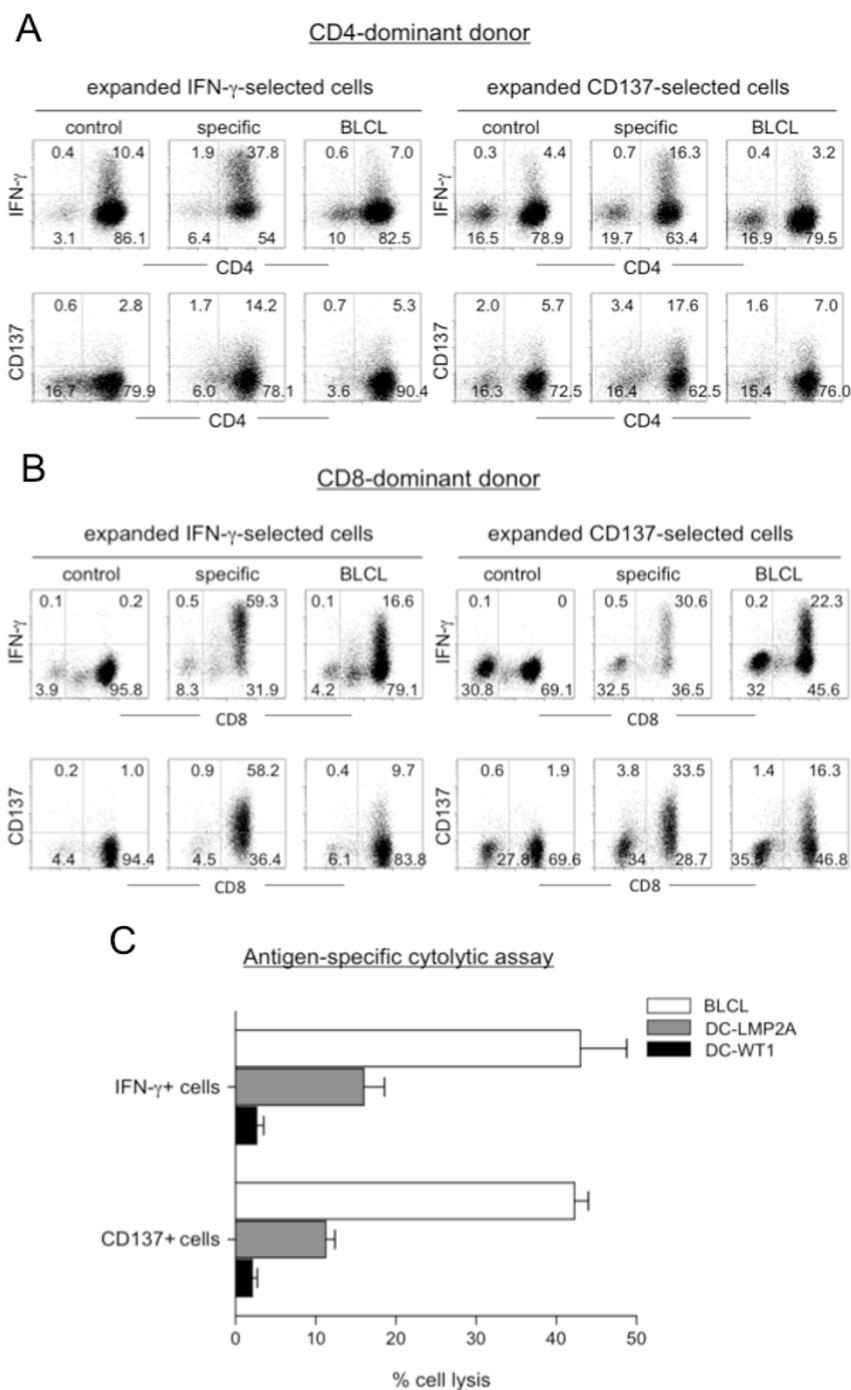 A
CD4-dominant donor
expanded IFN-γ-selected cells expanded CD137-selected cells
control specific BLCL control specific BLCL
0.4 10.4 1.9 37.8 0.6 7.0 0.3 4.4 0.7 16.3 0.4 3.2
IFN-γ IFN-γ
3.1 86.1 6.4 54 10 82.5 16.5 78.9 19.7 63.4 16.9 79.5
CD4 CD4
0.6 2.8 1.7 14.2 0.7 5.3 2.0 5.7 3.4 17.6 1.6 7.0
CD137 CD137
16.7 79.9 6.0 78.1 3.6 90.4 16.3 72.5 16.4 62.5 15.4 76.0
CD4 CD4
B
CD8-dominant donor
expanded IFN-γ-selected cells expanded CD137-selected cells
control specific BLCL control specific BLCL
0.1 0.2 0.5 59.3 0.1 16.6 0.1 0 0.5 30.6 0.2 22.3
IFN-γ IFN-γ
3.9 95.8 8.3 31.9 4.2 79.1 30.8 69.1 32.5 36.5 32 45.6
CD8 CD8
0.2 1.0 0.9 58.2 0.4 9.7 0.6 1.9 3.8 33.5 1.4 16.3
CD137 CD137
4.4 94.4 4.5 36.4 6.1 83.8 27.8 69.6 34 28.7 46.8
CD8 CD8
C
Antigen-specific cytolytic assay
BLCL
DC-LMP2A
DC-WT1
IFN-γ+ cells
CD137+ cells
0 10 20 30 40 50
% cell lysis